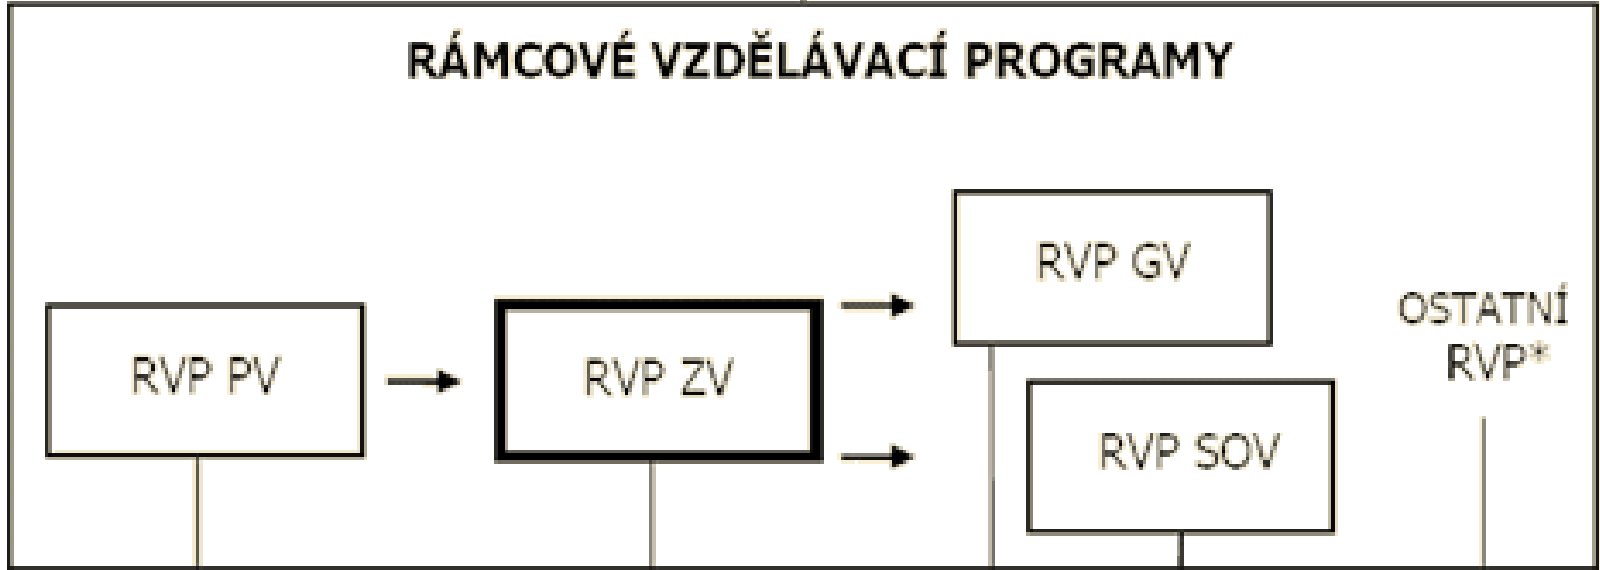 RÁMCOVÉ VZDĚLÁVACÍ PROGRAMY
RVP PV
RVP ZV
RVP GV
RVP SOV
OSTATNÍ
RVP*